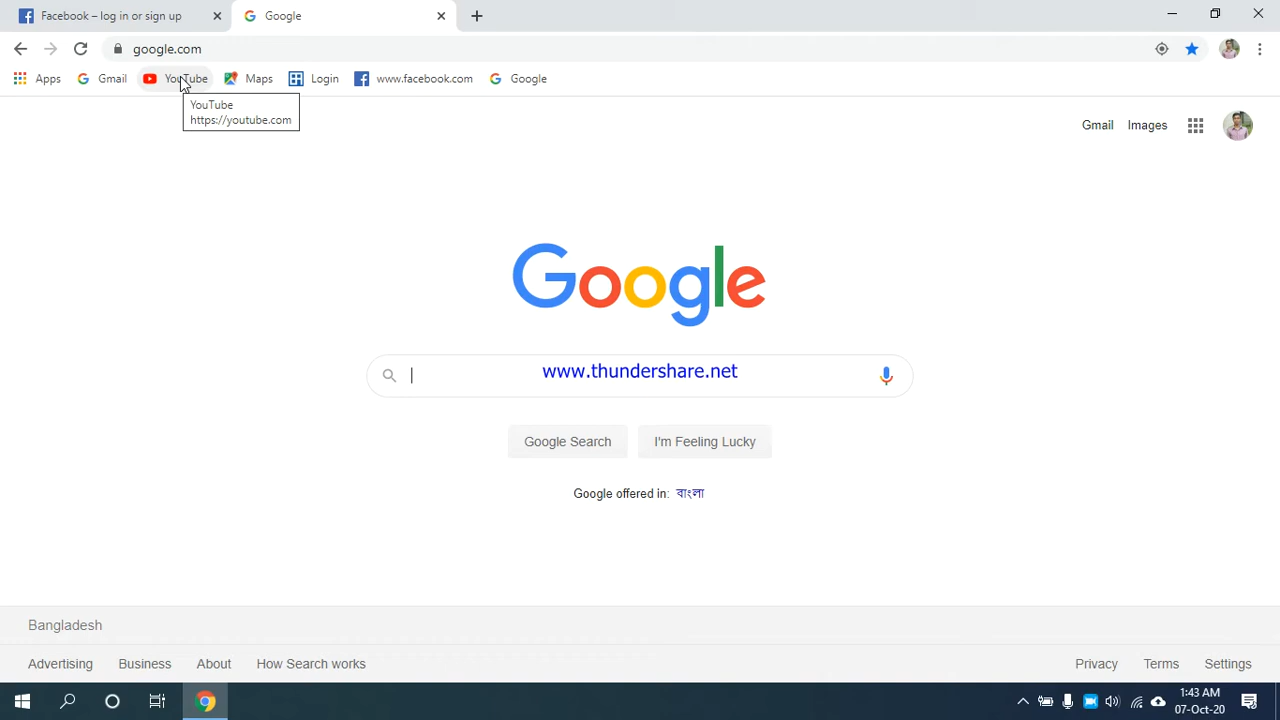 Facebook – log in or sign up
Google
google.com
Apps
Gmail
YouTube
Maps
Login
www.facebook.com
Google
YouTube
https://youtube.com
Gmail
Images
Google
www.thundershare.net
Google Search
I'm Feeling Lucky
Google offered in: বাংলা
Bangladesh
Advertising
Business
About
How Search works
Privacy
Terms
Settings
1:43 AM
07-Oct-20